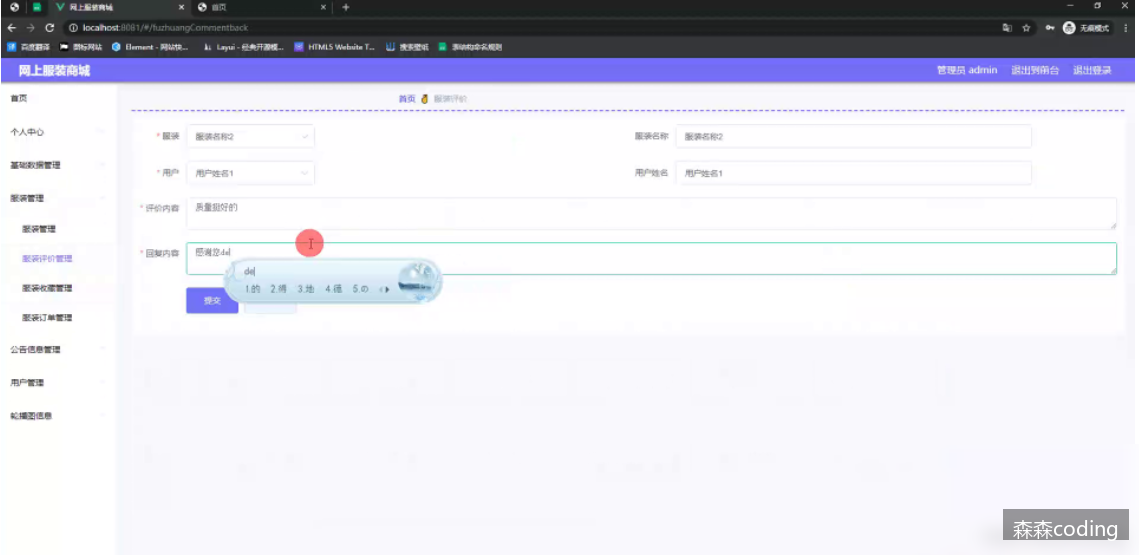 网上服装商城
首页
localhost:8081/#/fuzhuangCommentback
无痕模式
百度翻译
图标网站
Element - 网站快...
Layui - 经典开源模...
HTML5 Website T...
搜索壁纸
网上服装商城
管理员 admin
退出到前台
退出登录
首页
个人中心
基础数据管理
服装管理
服装管理
服装评价管理
服装收藏管理
服装订单管理
公告信息管理
用户管理
轮播图信息
首页 服装评价
* 服装 服装名称2
服装名称 服装名称2
* 用户 用户姓名1
用户姓名 用户姓名1
* 评价内容 质量挺好的
* 回复内容 感谢您de
de
1.的 2.得 3.地 4.德 5.の
提交
森森coding